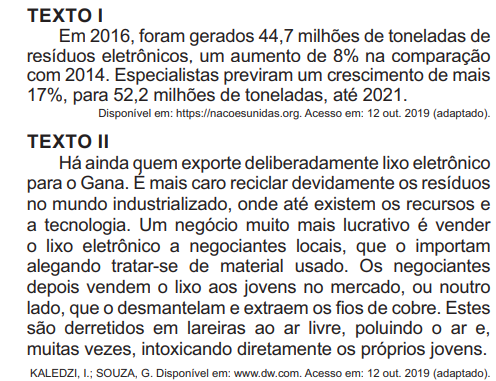 TEXTO I
Em 2016, foram gerados 44,7 milhões de toneladas de
resíduos eletrônicos, um aumento de 8% na comparação
com 2014. Especialistas previram um crescimento de mais
17%, para 52,2 milhões de toneladas, até 2021.
Disponível em: https://nacoesunidas.org. Acesso em: 12 out. 2019 (adaptado).
TEXTO II
Há ainda quem exporte deliberadamente lixo eletrônico
para o Gana. É mais caro reciclar devidamente os resíduos
no mundo industrializado, onde até existem os recursos e
a tecnologia. Um negócio muito mais lucrativo é vender
o lixo eletrônico a negociantes locais, que o importam
alegando tratar-se de material usado. Os negociantes
depois vendem o lixo aos jovens no mercado, ou noutro
lado, que o desmantelam e extraem os fios de cobre. Estes
são derretidos em lareiras ao ar livre, poluindo o ar e,
muitas vezes, intoxicando diretamente os próprios jovens.
KALEDZI, I.; SOUZA, G. Disponível em: www.dw.com. Acesso em: 12 out. 2019 (adaptado).